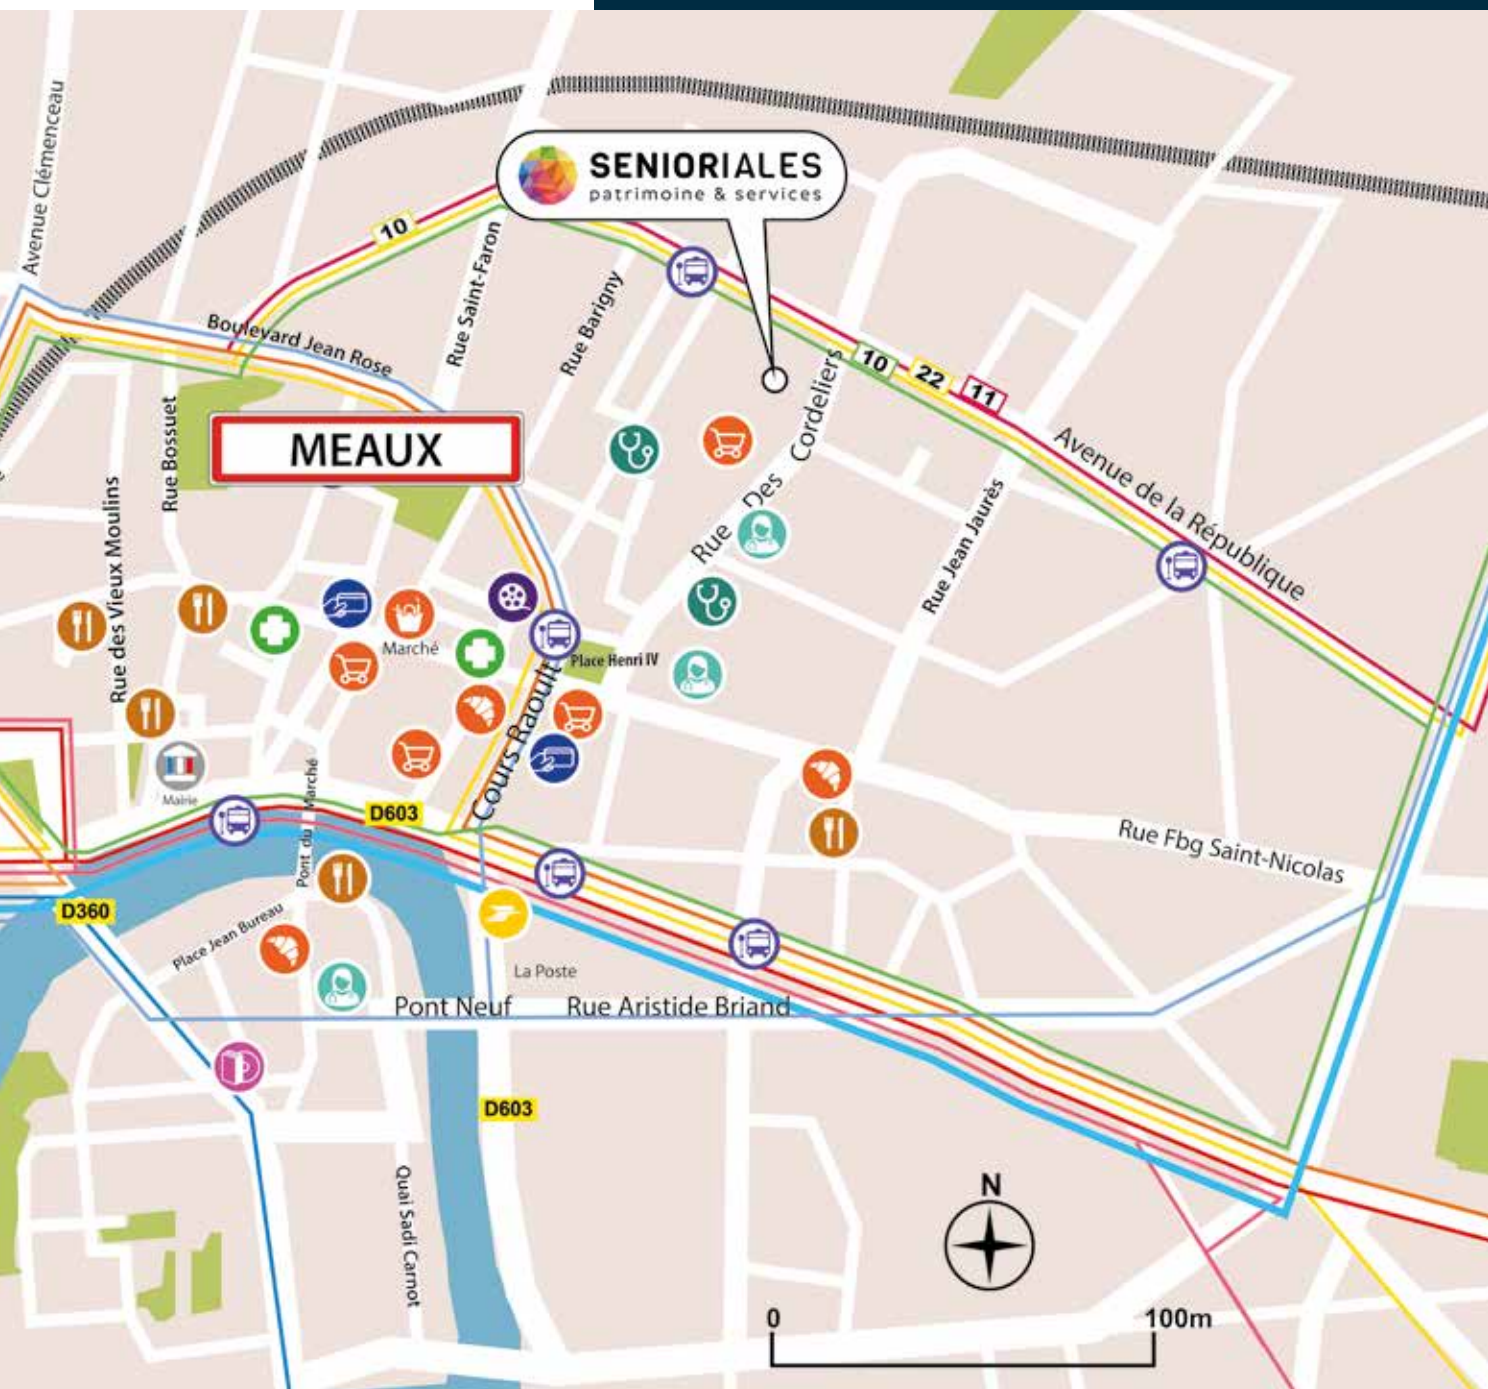 SENIORIALES
patrimoine & services
Avenue Clémenceau
10
Rue Saint-Faron
Rue Barigny
Boulevard Jean Rose
Rue Des Cordeliers
10
22
11
Rue Bossuet
MEAUX
Avenue de la République
Rue des Vieux Moulins
Rue Jean Jaurès
Marché
Place Henri IV
Cours Raoult
Mairie
Pont du Marché
D603
Rue Fbg Saint-Nicolas
D360
Place Jean Bureau
La Poste
Pont Neuf
Rue Aristide Briand
D603
Quai Sadi Carnot
N
0
100m